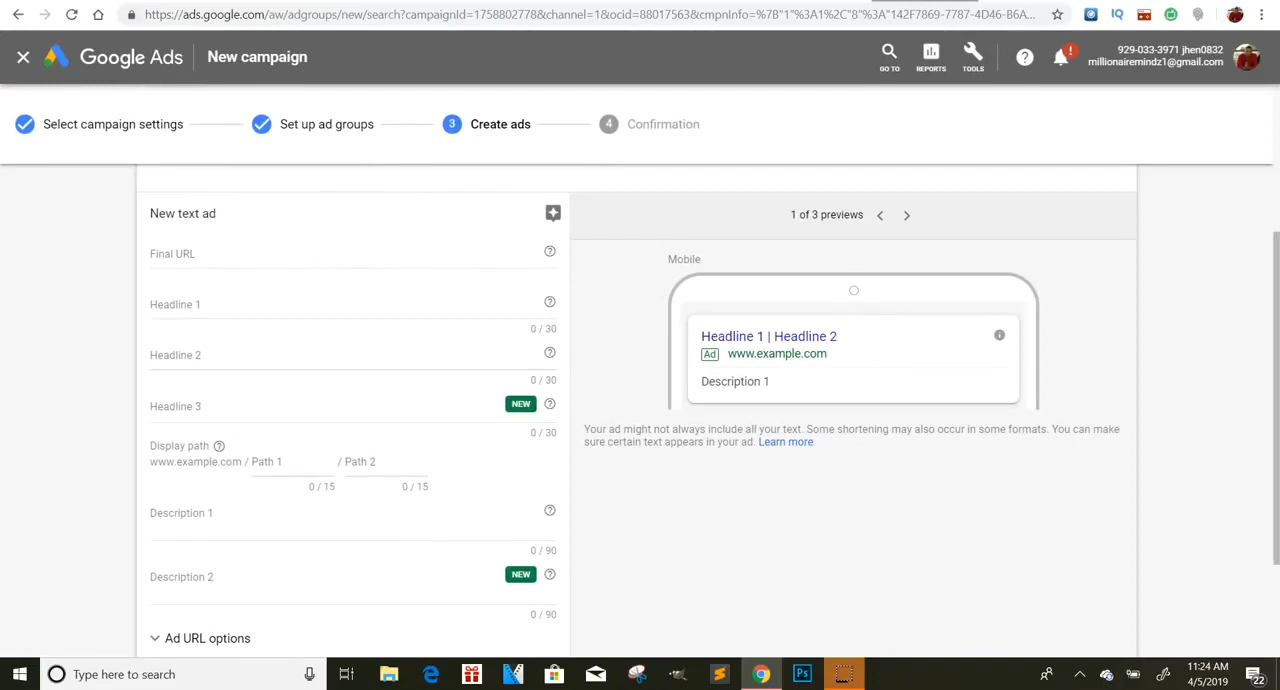 https://ads.google.com/aw/adgroups/new/search?campaignId=1758802778&channel=1&ocid=88017563&cmpnInfo=%7B"1"%3A1%2C"8"%3A"142F7869-7787-4D46-B6A...
IQ
Google Ads
New campaign
GO TO
REPORTS
TOOLS
?
!
929-033-3971 jhen0832
millionairemindz1@gmail.com
Select campaign settings
Set up ad groups
3 Create ads
4 Confirmation
New text ad
1 of 3 previews
Final URL
Mobile
Headline 1
0 / 30
Headline 1 | Headline 2
Ad www.example.com
Description 1
Headline 2
0 / 30
Headline 3
NEW
0 / 30
Your ad might not always include all your text. Some shortening may also occur in some formats. You can make
sure certain text appears in your ad. Learn more
Display path
www.example.com / Path 1 / Path 2
0 / 15 0 / 15
Description 1
0 / 90
Description 2
NEW
0 / 90
Ad URL options
Type here to search
Ps
11:24 AM
4/5/2019
22